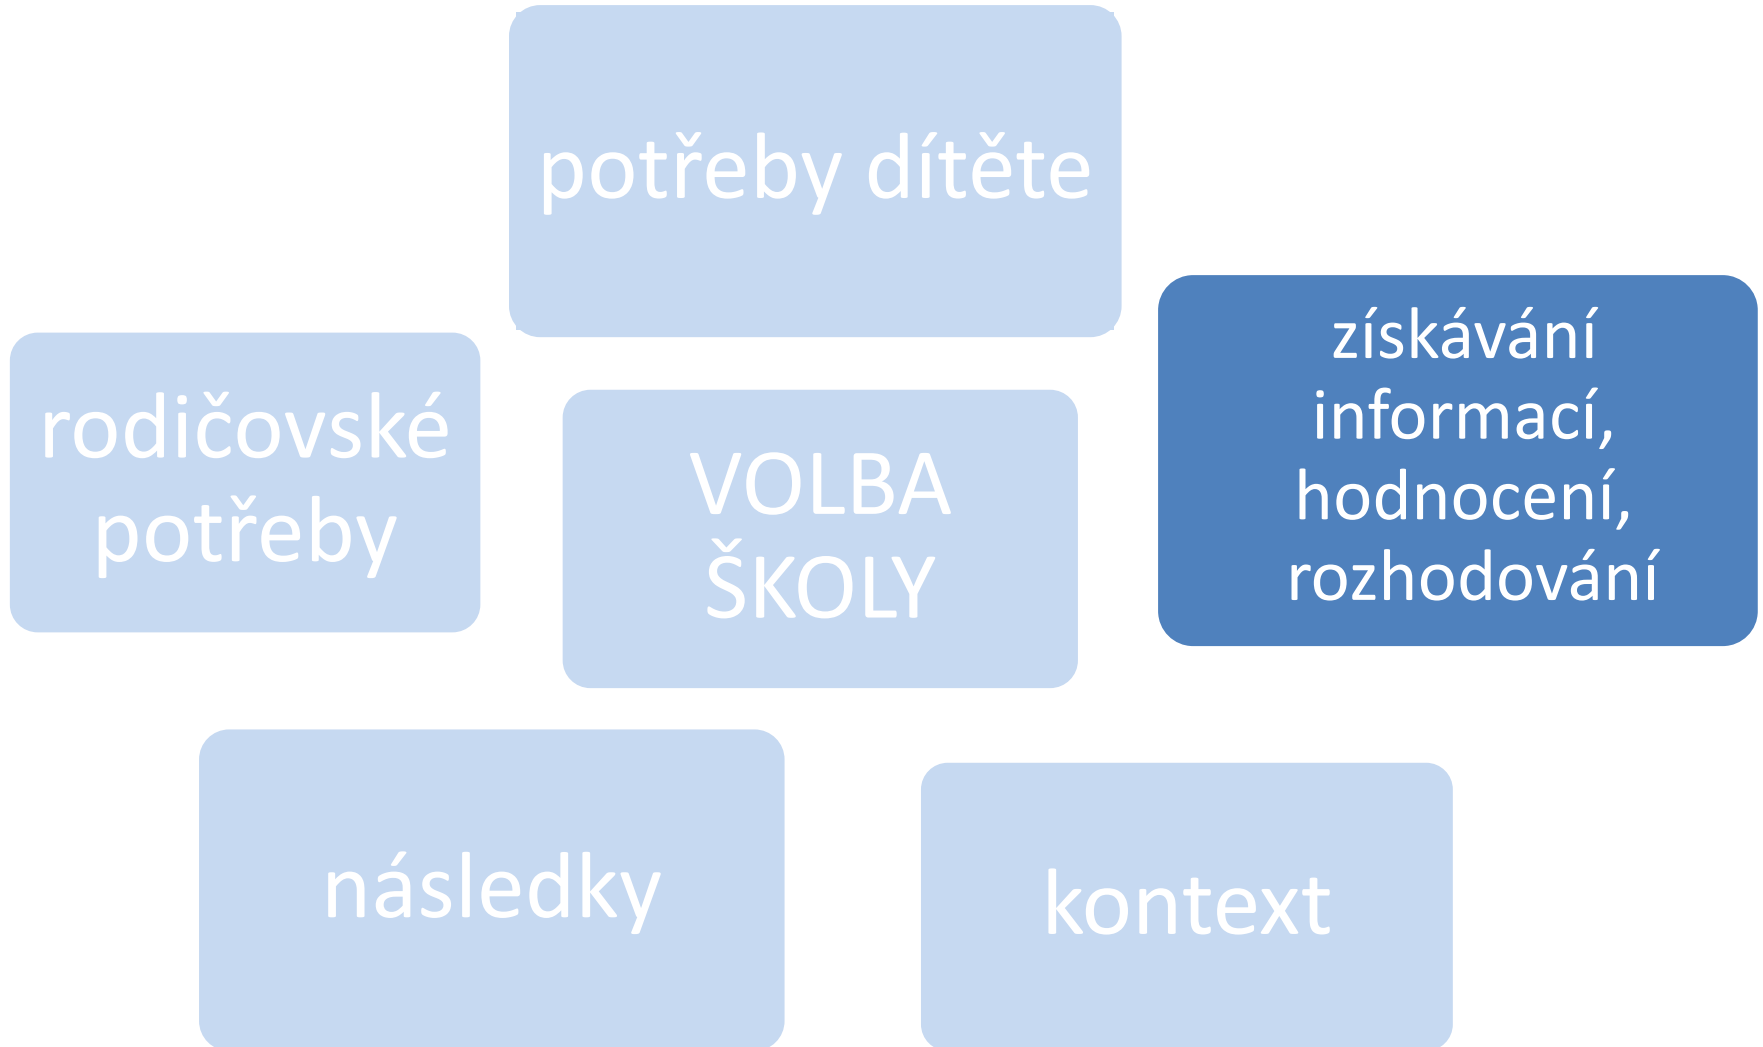 potřeby dítěte
rodičovské
potřeby
VOLBA
ŠKOLY
získávání
informací,
hodnocení,
rozhodování
následky
kontext